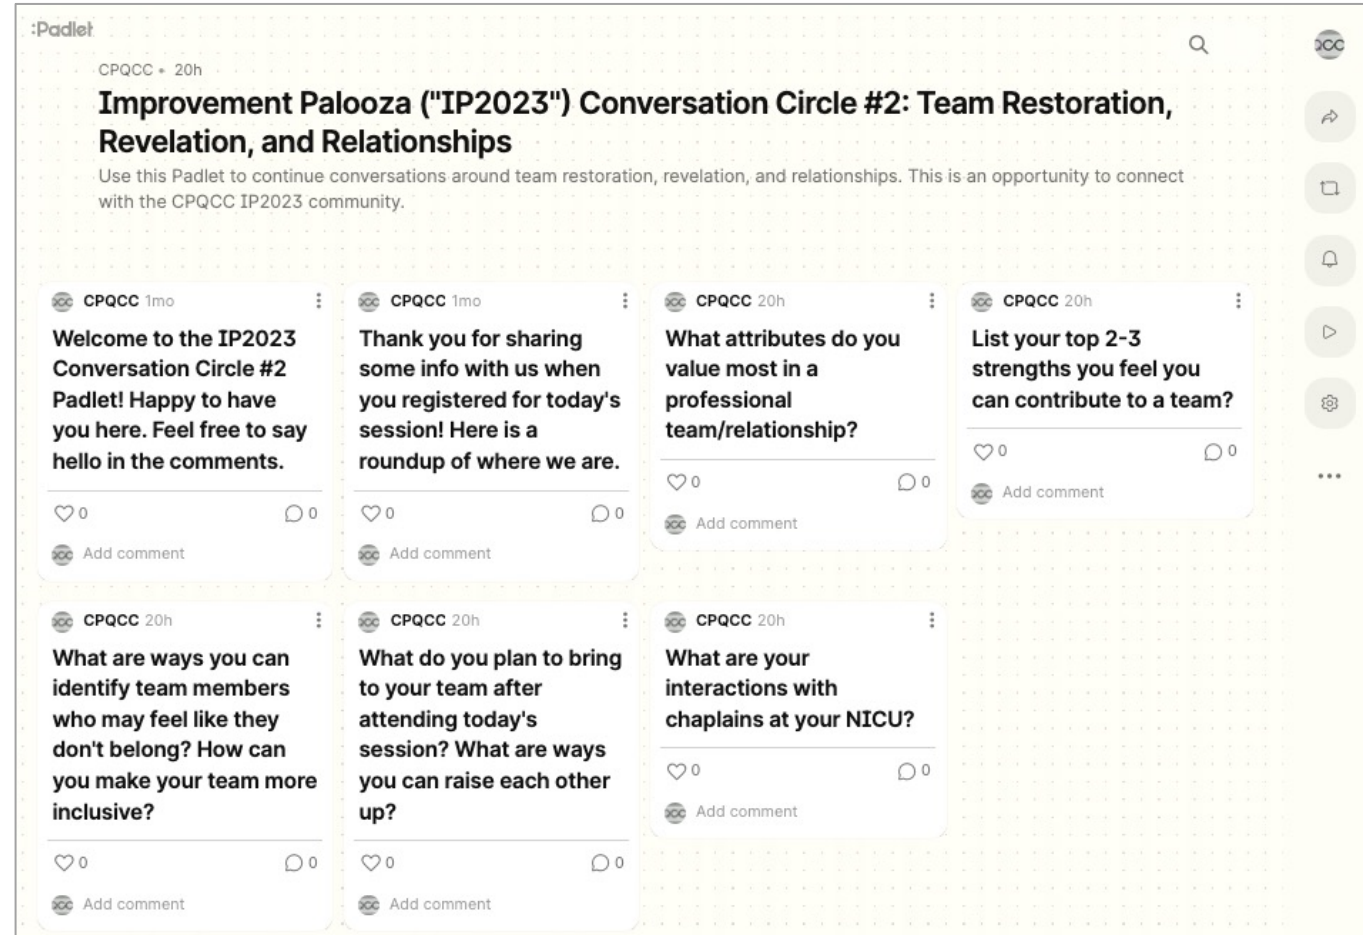 :Padlet
CPQCC • 20h
Improvement Palooza ("IP2023") Conversation Circle #2: Team Restoration,
Revelation, and Relationships
Use this Padlet to continue conversations around team restoration, revelation, and relationships. This is an opportunity to connect
with the CPQCC IP2023 community.
CPQCC 1mo
Welcome to the IP2023
Conversation Circle #2
Padlet! Happy to have
you here. Feel free to say
hello in the comments.
0 0
Add comment
CPQCC 1mo
Thank you for sharing
some info with us when
you registered for today's
session! Here is a
roundup of where we are.
0 0
Add comment
CPQCC 20h
What attributes do you
value most in a
professional
team/relationship?
0 0
Add comment
CPQCC 20h
List your top 2-3
strengths you feel you
can contribute to a team?
0 0
Add comment
CPQCC 20h
What are ways you can
identify team members
who may feel like they
don't belong? How can
you make your team more
inclusive?
0 0
Add comment
CPQCC 20h
What do you plan to bring
to your team after
attending today's
session? What are ways
you can raise each other
up?
0 0
Add comment
CPQCC 20h
What are your
interactions with
chaplains at your NICU?
0 0
Add comment